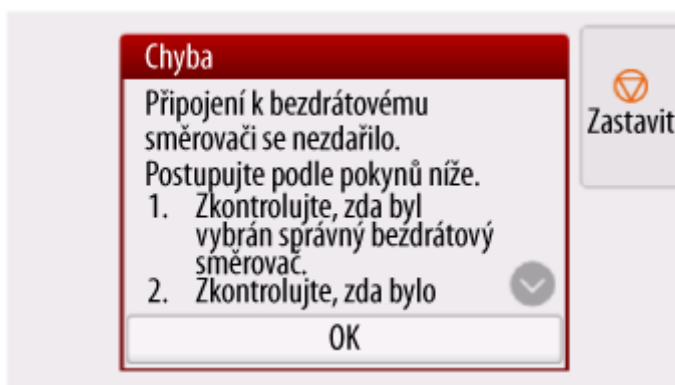 Chyba
Připojení k bezdrátovému
směrovači se nezdařilo.
Postupujte podle pokynů níže.
1. Zkontrolujte, zda byl
vybrán správný bezdrátový
směrovač.
2. Zkontrolujte, zda bylo
OK
Zastavit